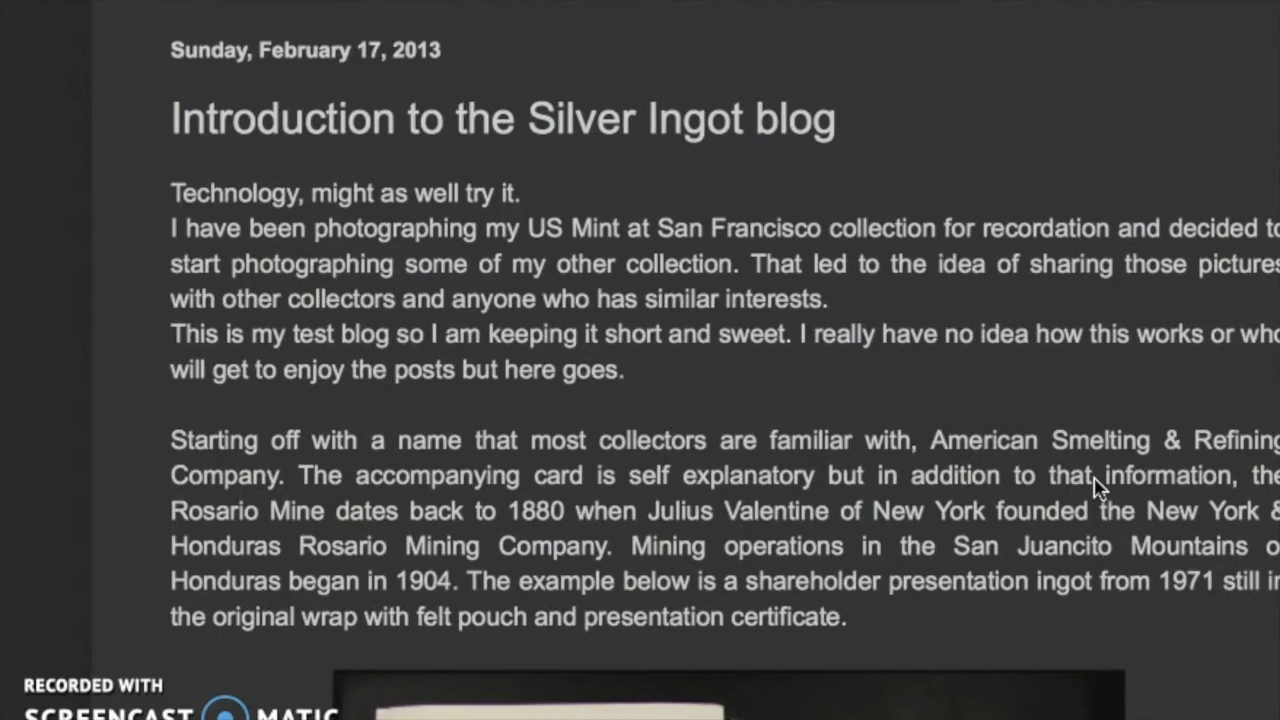 Sunday, February 17, 2013
Introduction to the Silver Ingot blog
Technology, might as well try it.
I have been photographing my US Mint at San Francisco collection for recordation and decided to
start photographing some of my other collection. That led to the idea of sharing those pictures
with other collectors and anyone who has similar interests.
This is my test blog so I am keeping it short and sweet. I really have no idea how this works or who
will get to enjoy the posts but here goes.
Starting off with a name that most collectors are familiar with, American Smelting & Refining
Company. The accompanying card is self explanatory but in addition to that information, the
Rosario Mine dates back to 1880 when Julius Valentine of New York founded the New York &
Honduras Rosario Mining Company. Mining operations in the San Juancito Mountains o
Honduras began in 1904. The example below is a shareholder presentation ingot from 1971 still in
the original wrap with felt pouch and presentation certificate.
RECORDED WITH
SCREENCAST MATIC